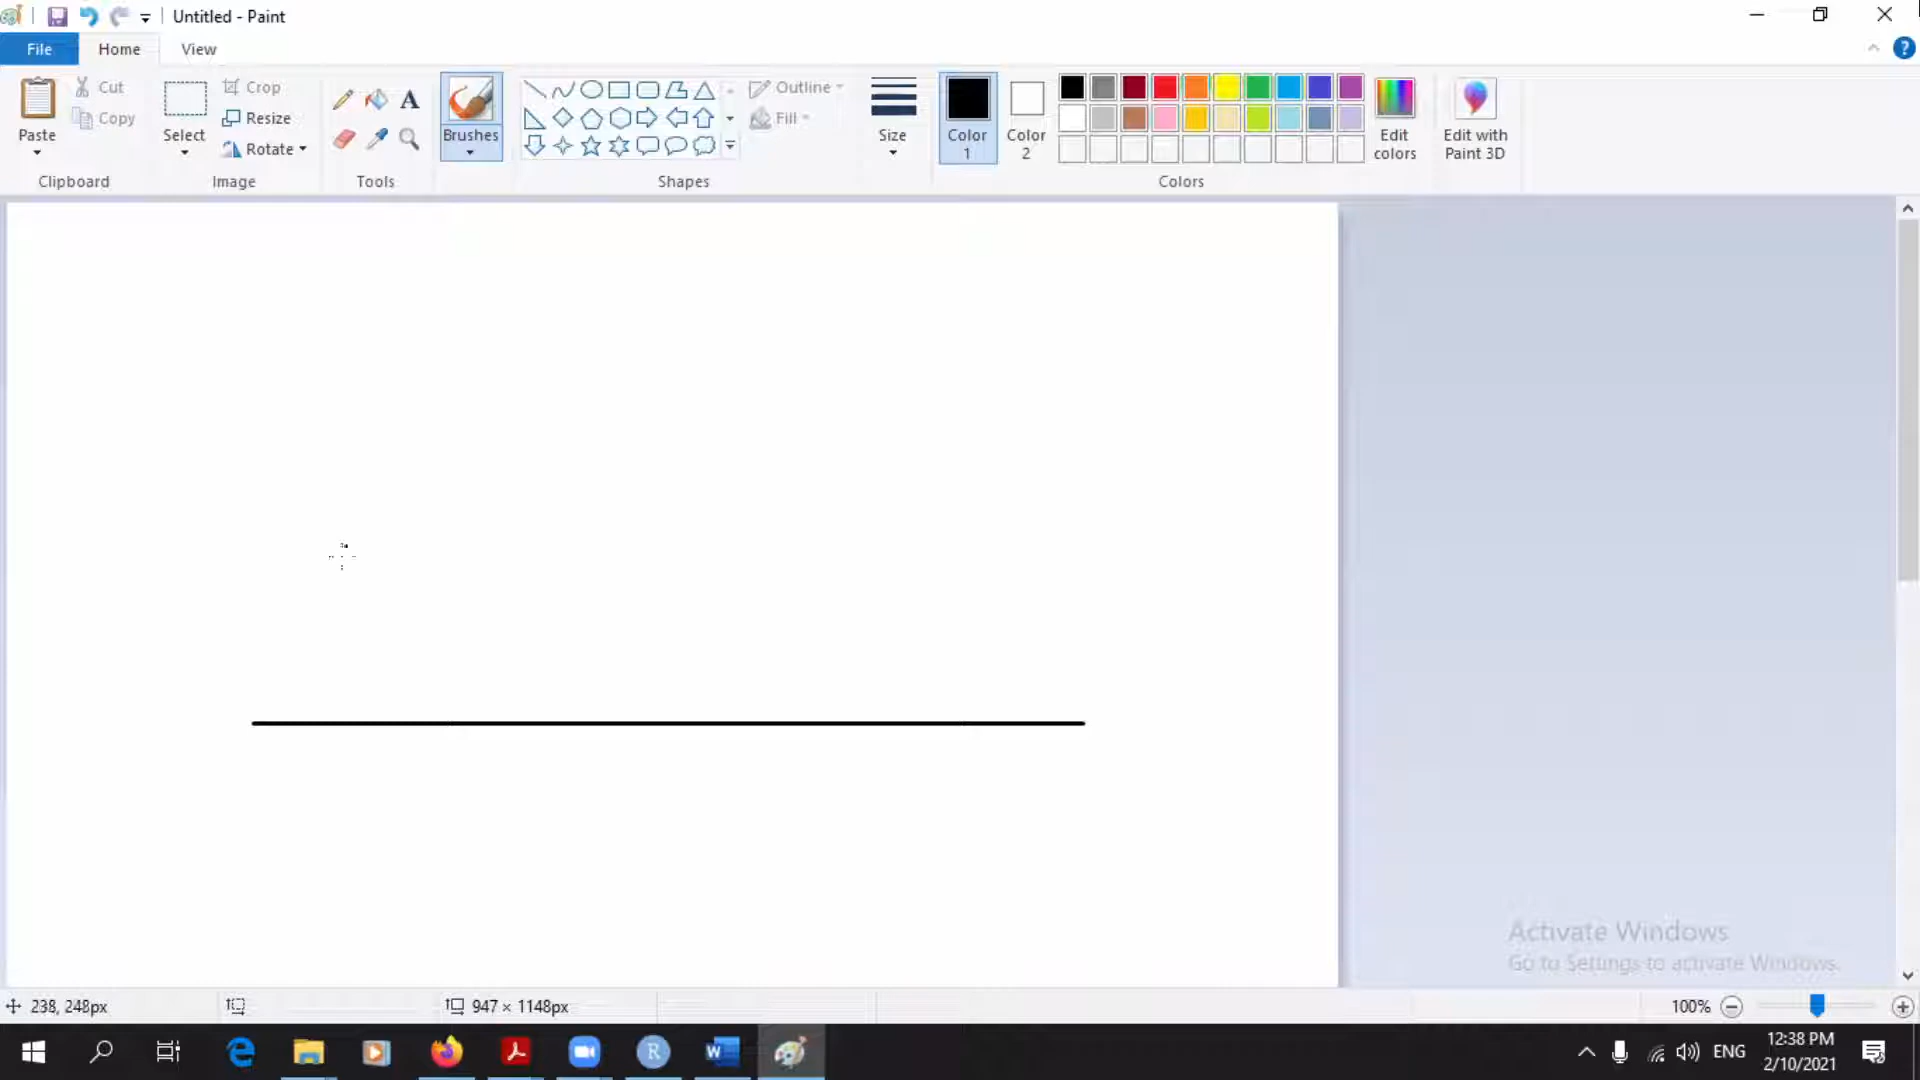 Untitled - Paint
File Home View
Paste
Cut
Copy
Clipboard
Select
Crop
Resize
Rotate
Image
A
Tools
Brushes
Shapes
Outline
Fill
Size
Color
1
Color
2
Colors
Edit
colors
Edit with
Paint 3D
Activate Windows
Go to Settings to activate Windows.
238, 248px
947 × 1148px
100%
ENG
12:38 PM
2/10/2021